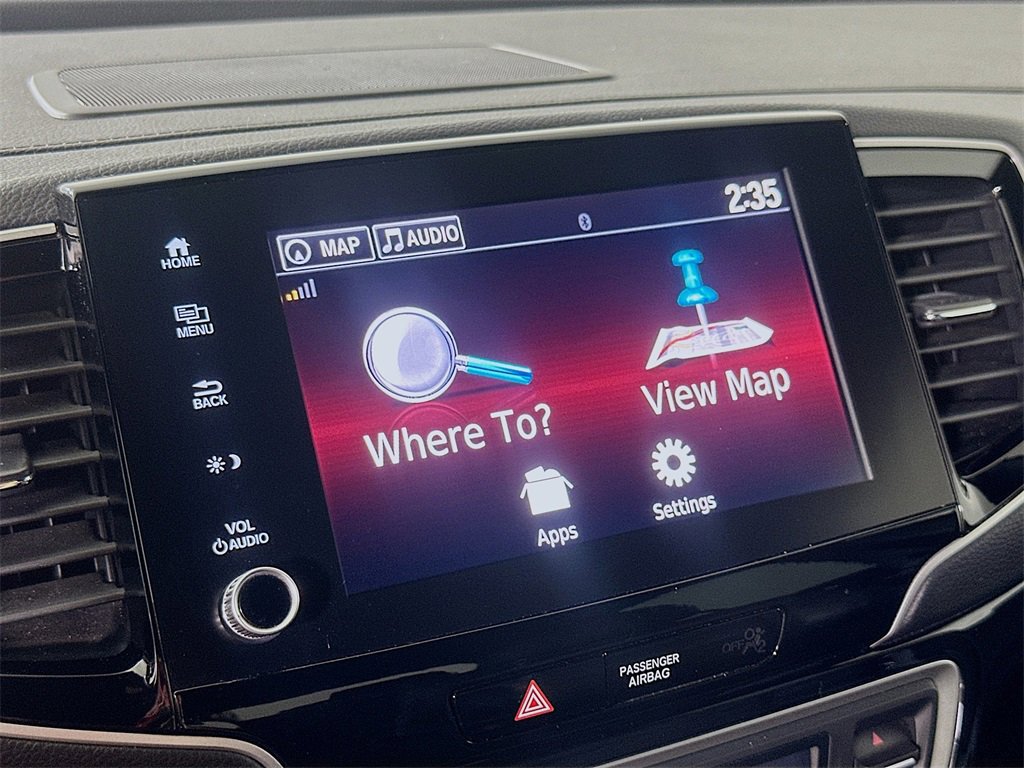 2:35
MAP
AUDIO
HOME
MENU
BACK
VOL
AUDIO
Where To?
View Map
Apps
Settings
PASSENGER
AIRBAG
OFF